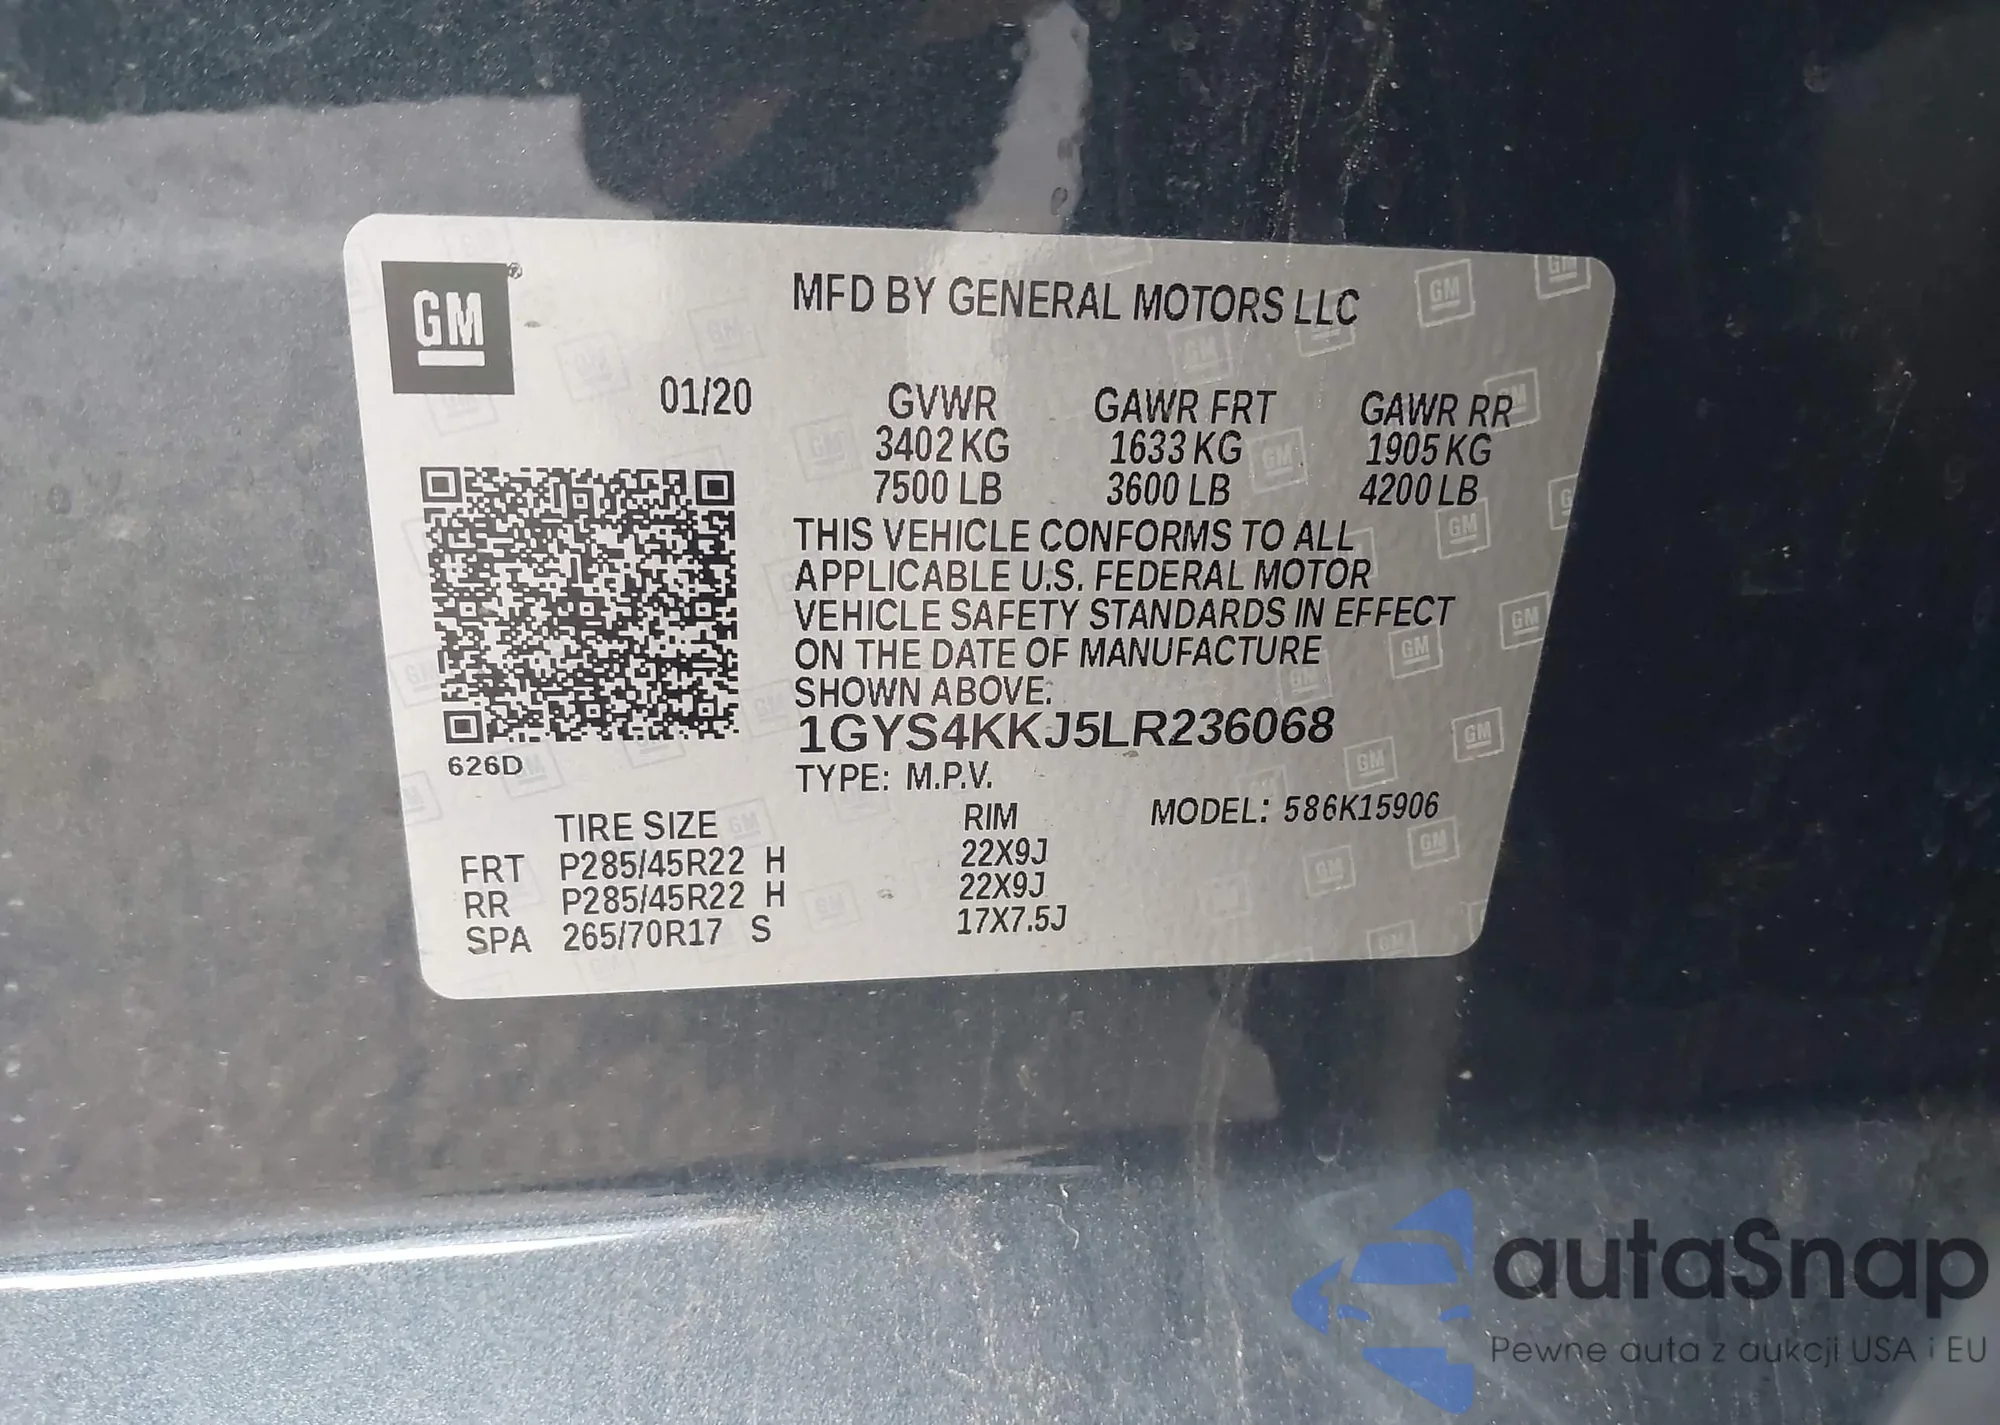 GM®
MFD BY GENERAL MOTORS LLC
01/20
GVWR GAWR FRT GAWR RR
3402 KG 1633 KG 1905 KG
7500 LB 3600 LB 4200 LB
THIS VEHICLE CONFORMS TO ALL
APPLICABLE U.S. FEDERAL MOTOR
VEHICLE SAFETY STANDARDS IN EFFECT
ON THE DATE OF MANUFACTURE
SHOWN ABOVE:
1GYS4KKJ5LR236068
626D
TYPE: M.P.V.
TIRE SIZE RIM MODEL: 586K15906
FRT P285/45R22 H 22X9J
RR P285/45R22 H 22X9J
SPA 265/70R17 S 17X7.5J
autaSnap
Pewne auta z aukcji USA i EU